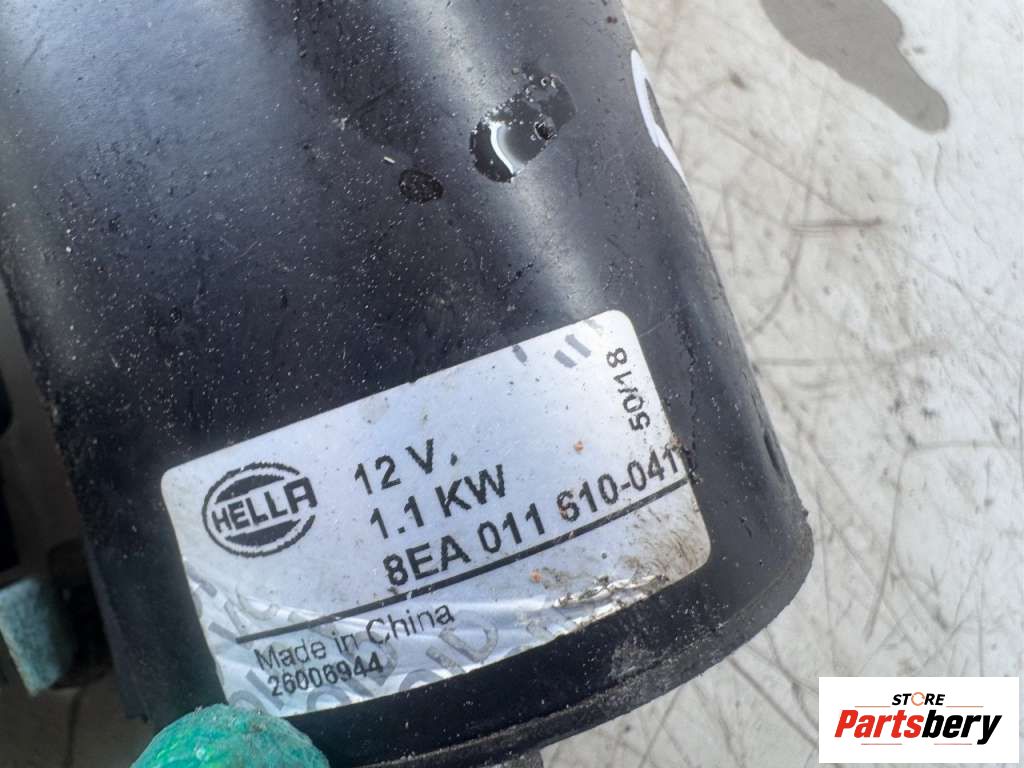 HELLA
12 V,
1.1 KW
8EA 011 610-041
50/18
Made in China
26006944
STORE
Partsbery